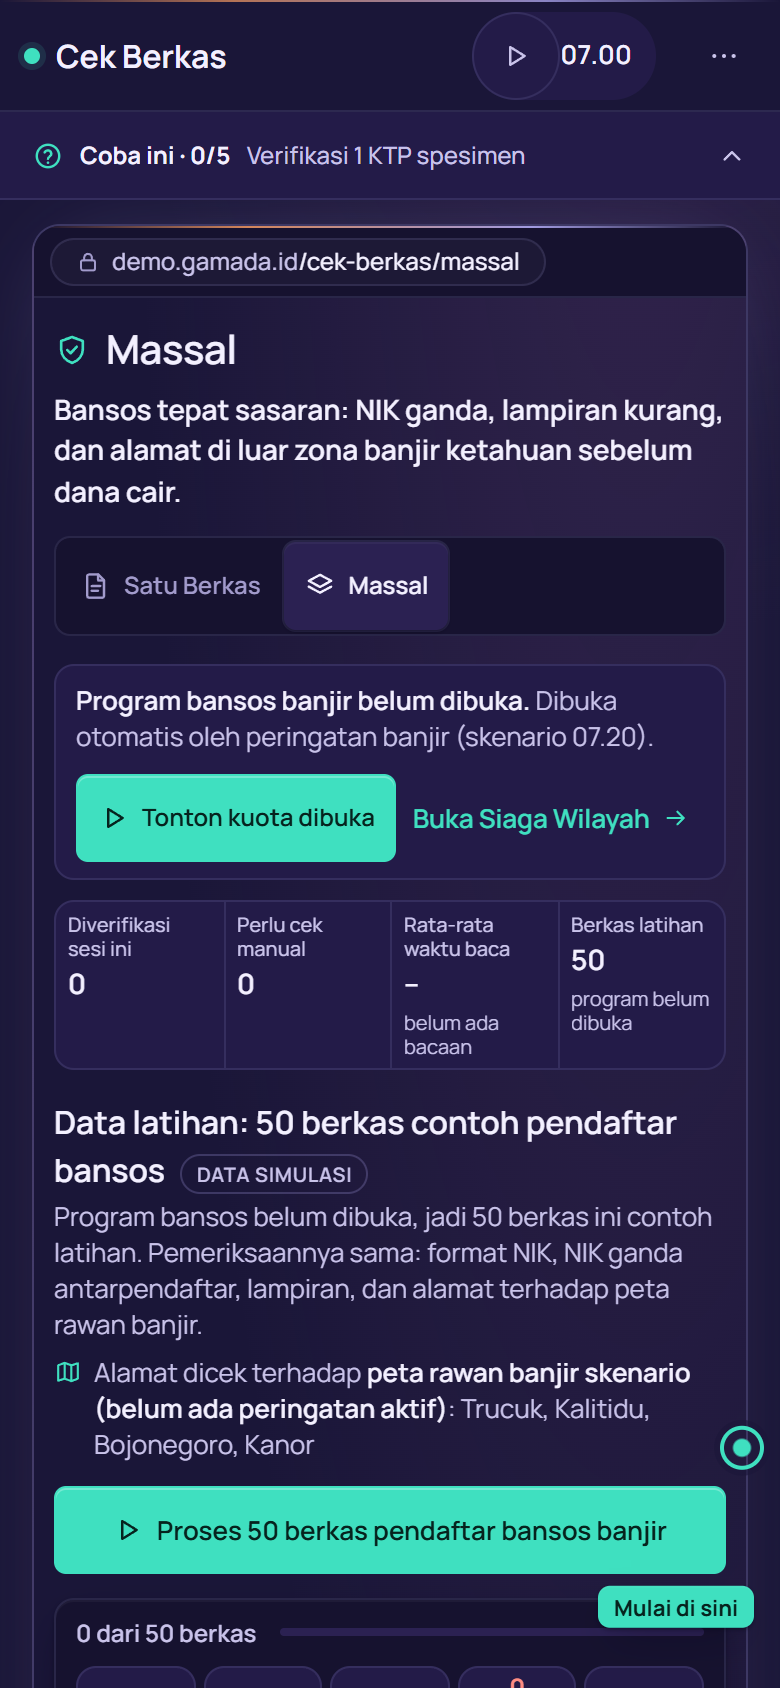 Cek Berkas
07.00
Coba ini · 0/5 Verifikasi 1 KTP spesimen
demo.gamada.id/cek-berkas/massal
Massal
Bansos tepat sasaran: NIK ganda, lampiran kurang,
dan alamat di luar zona banjir ketahuan sebelum
dana cair.
Satu Berkas
Massal
Program bansos banjir belum dibuka. Dibuka
otomatis oleh peringatan banjir (skenario 07.20).
Tonton kuota dibuka
Buka Siaga Wilayah →
Diverifikasi
sesi ini
0
Perlu cek
manual
0
Rata-rata
waktu baca
–
belum ada
bacaan
Berkas latihan
50
program belum
dibuka
Data latihan: 50 berkas contoh pendaftar
bansos DATA SIMULASI
Program bansos belum dibuka, jadi 50 berkas ini contoh
latihan. Pemeriksaannya sama: format NIK, NIK ganda
antarpendaftar, lampiran, dan alamat terhadap peta
rawan banjir.
Alamat dicek terhadap peta rawan banjir skenario
(belum ada peringatan aktif): Trucuk, Kalitidu,
Bojonegoro, Kanor
Proses 50 berkas pendaftar bansos banjir
Mulai di sini
0 dari 50 berkas